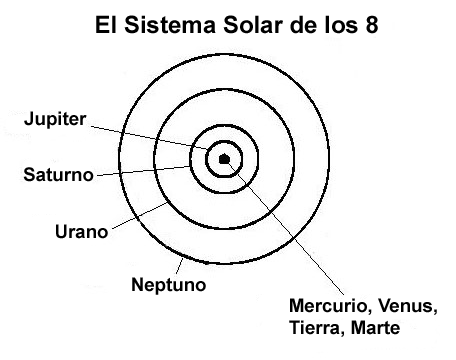 El Sistema Solar de los 8
Jupiter
Saturno
Urano
Neptuno
Mercurio, Venus,
Tierra, Marte